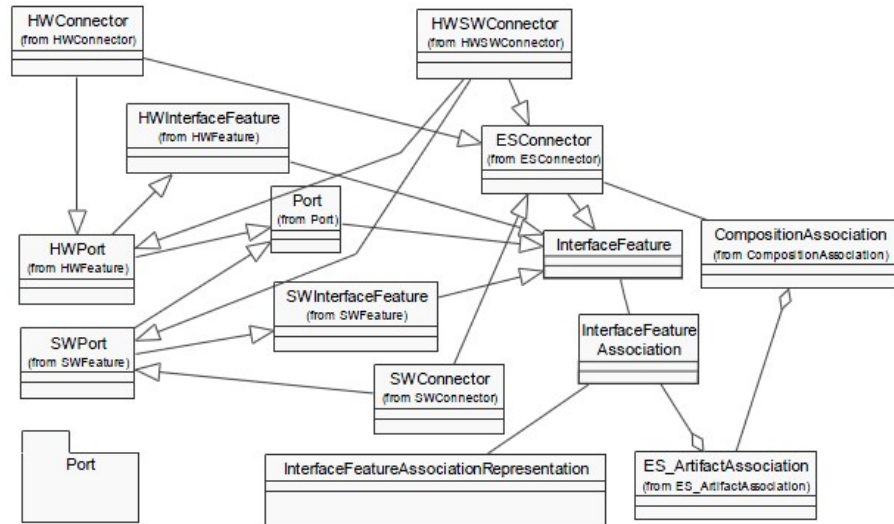 HWConnector
(from HWConnector)
HWSWConnector
(from HWSWConnector)
HWInterfaceFeature
(from HWFeature)
ESConnector
(from ESConnector)
Port
(from Port)
HWPort
(from HWFeature)
InterfaceFeature
CompositionAssociation
(from CompositionAssociation)
SWInterfaceFeature
(from SWFeature)
SWPort
(from SWFeature)
InterfaceFeature
Association
SWConnector
(from SWConnector)
Port
InterfaceFeatureAssociationRepresentation
ES_ArtifactAssociation
(from ES_ArtifactAssociation)